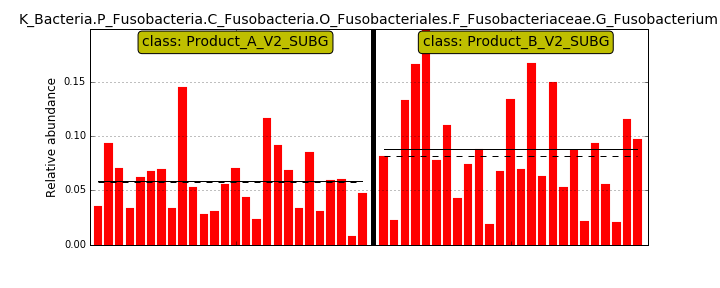 K_Bacteria.P_Fusobacteria.C_Fusobacteria.O_Fusobacteriales.F_Fusobacteriaceae.G_Fusobacterium
class: Product_A_V2_SUBG
class: Product_B_V2_SUBG
Relative abundance
0.15
0.10
0.05
0.00